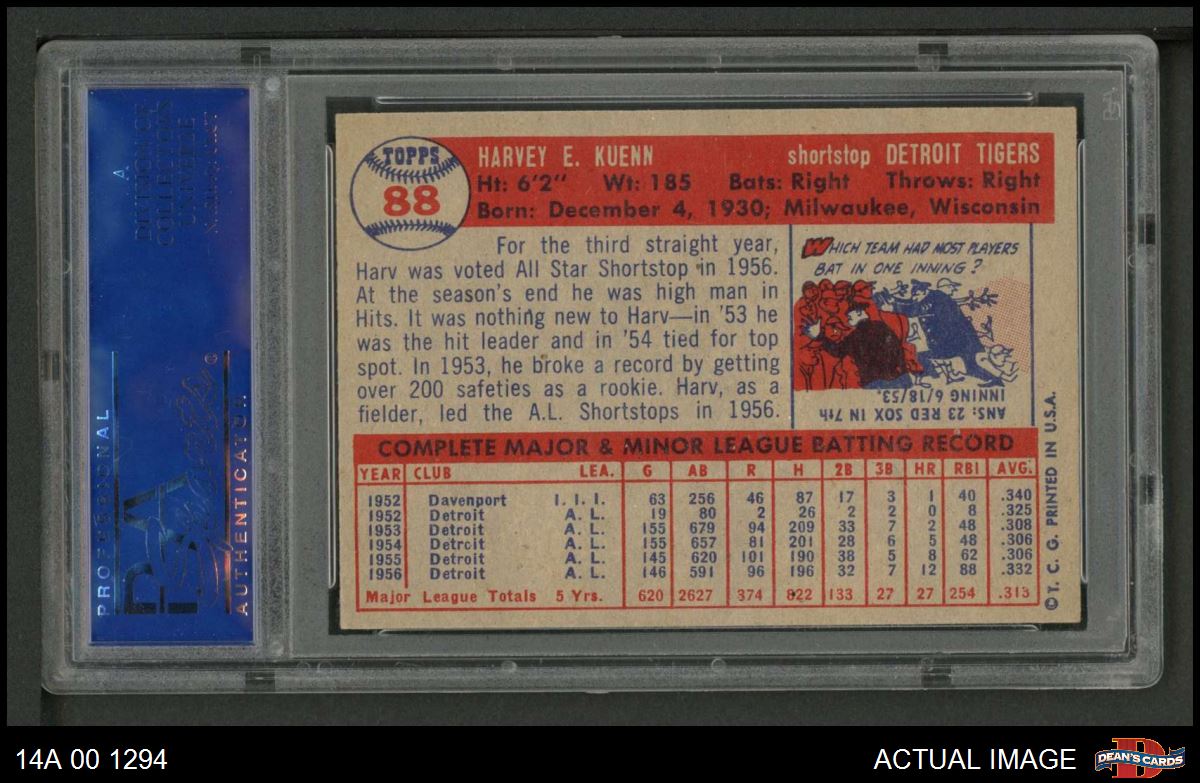 A
DIVISION OF
COLLECTORS
UNIVERSE
PROFESSIONAL
PSA
AUTHENTICATOR
TOPPS
88
HARVEY E. KUENN shortstop DETROIT TIGERS
Ht: 6'2" Wt: 185 Bats: Right Throws: Right
Born: December 4, 1930; Milwaukee, Wisconsin
For the third straight year,
Harv was voted All Star Shortstop in 1956.
At the season's end he was high man in
Hits. It was nothing new to Harv—in '53 he
was the hit leader and in '54 tied for top
spot. In 1953, he broke a record by getting
over 200 safeties as a rookie. Harv, as a
fielder, led the A.L. Shortstops in 1956.
WHICH TEAM HAD MOST PLAYERS
BAT IN ONE INNING?
ANS: 23 RED SOX IN 7th
INNING 6/18/53.
COMPLETE MAJOR & MINOR LEAGUE BATTING RECORD
YEAR CLUB LEA. G AB R H 2B 3B HR RBI AVG.
1952 Davenport I. I. I. 63 256 46 87 17 3 1 40 .340
1952 Detroit A. L. 19 80 2 26 2 2 0 8 .325
1953 Detroit A. L. 155 679 94 209 33 7 2 48 .308
1954 Detroit A. L. 155 657 81 201 28 6 5 48 .306
1955 Detroit A. L. 145 620 101 190 38 5 8 62 .306
1956 Detroit A. L. 146 591 96 196 32 7 12 88 .332
Major League Totals 5 Yrs. 620 2627 374 822 133 27 27 254 .313
©T. C. G. PRINTED IN U.S.A.
14A 00 1294
ACTUAL IMAGE
DEAN'S CARDS